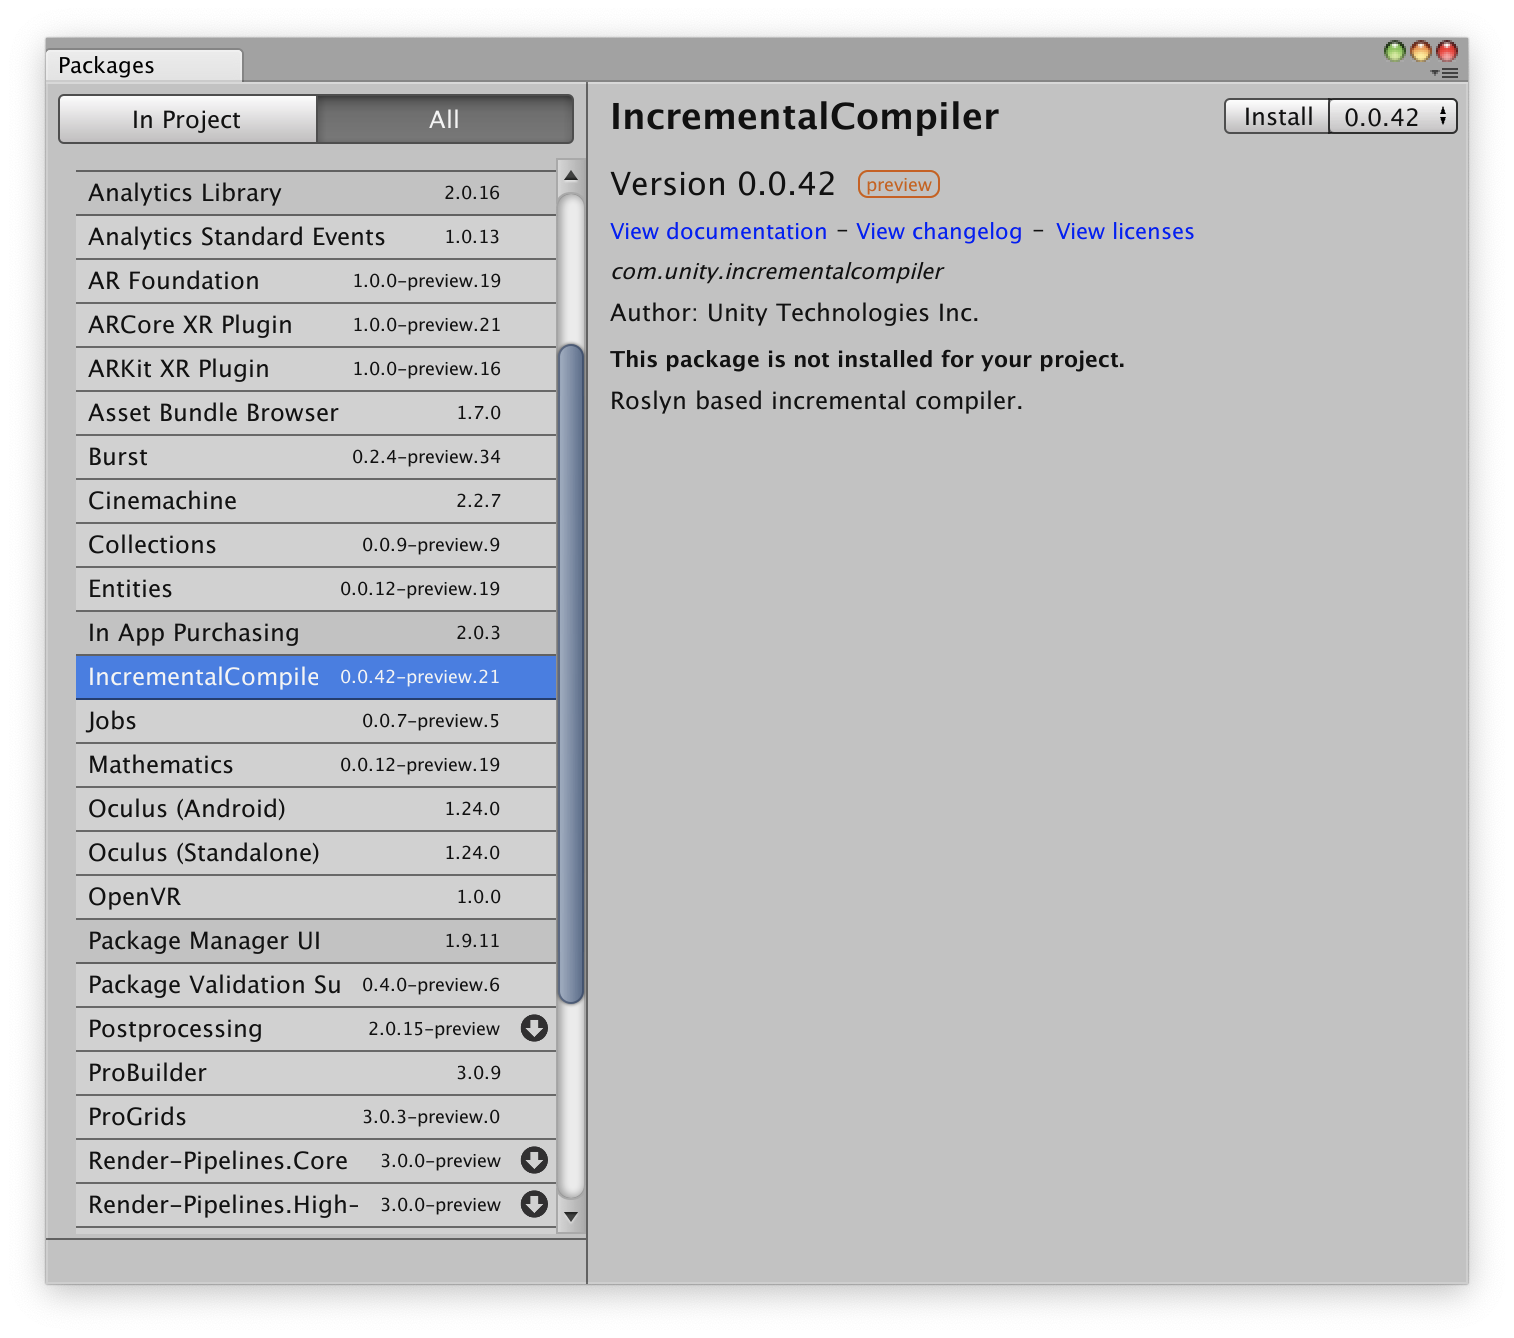 Packages
In Project
All
Analytics Library 2.0.16
Analytics Standard Events 1.0.13
AR Foundation 1.0.0-preview.19
ARCore XR Plugin 1.0.0-preview.21
ARKit XR Plugin 1.0.0-preview.16
Asset Bundle Browser 1.7.0
Burst 0.2.4-preview.34
Cinemachine 2.2.7
Collections 0.0.9-preview.9
Entities 0.0.12-preview.19
In App Purchasing 2.0.3
IncrementalCompile 0.0.42-preview.21
Jobs 0.0.7-preview.5
Mathematics 0.0.12-preview.19
Oculus (Android) 1.24.0
Oculus (Standalone) 1.24.0
OpenVR 1.0.0
Package Manager UI 1.9.11
Package Validation Su 0.4.0-preview.6
Postprocessing 2.0.15-preview
ProBuilder 3.0.9
ProGrids 3.0.3-preview.0
Render-Pipelines.Core 3.0.0-preview
Render-Pipelines.High- 3.0.0-preview
IncrementalCompiler
Install 0.0.42
Version 0.0.42 preview
View documentation - View changelog - View licenses
com.unity.incrementalcompiler
Author: Unity Technologies Inc.
This package is not installed for your project.
Roslyn based incremental compiler.